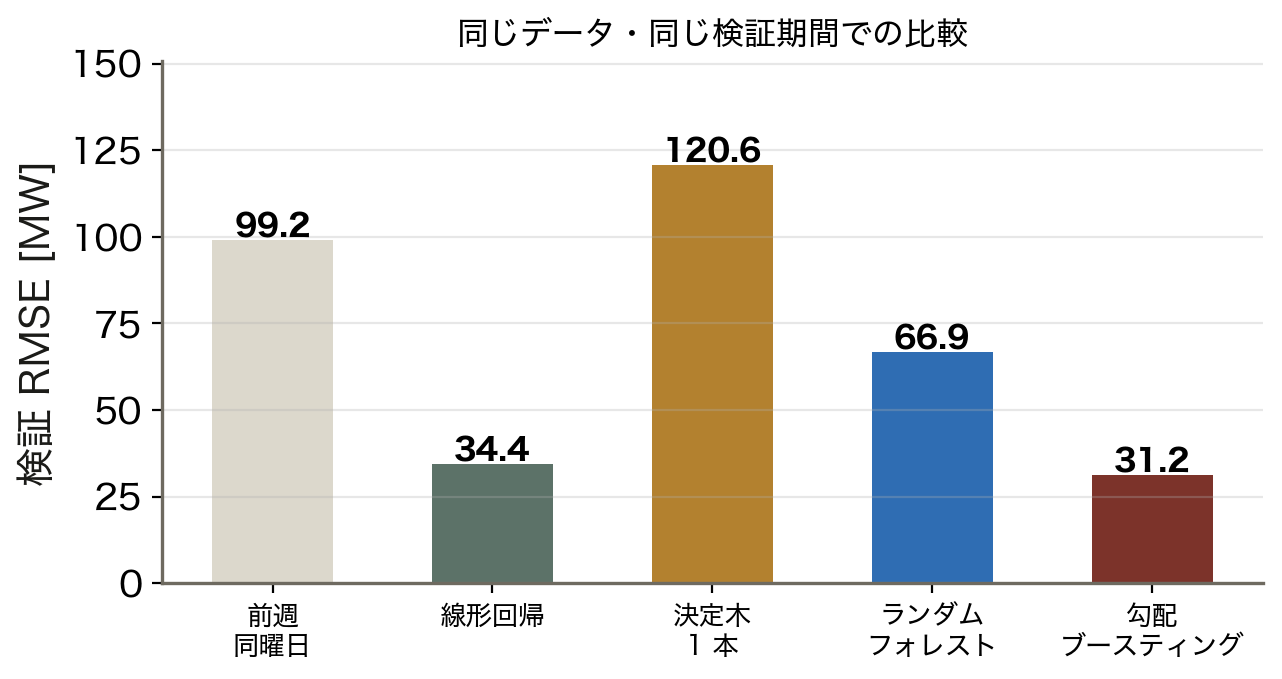 同じデータ・同じ検証期間での比較
検証 RMSE [MW]
150
125
100
75
50
25
0
99.2
34.4
120.6
66.9
31.2
前週
同曜日
線形回帰
決定木
1 本
ランダム
フォレスト
勾配
ブースティング